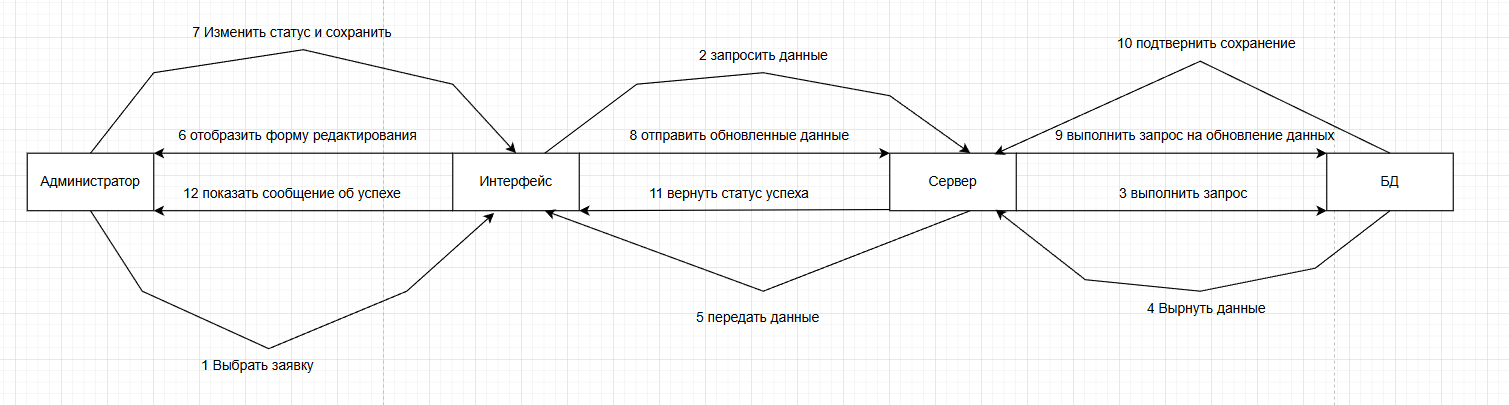 7 Изменить статус и сохранить
2 запросить данные
10 подтвернить сохранение
6 отобразить форму редактирования
8 отправить обновленные данные
9 выполнить запрос на обновление данных
Администратор
Интерфейс
Сервер
БД
12 показать сообщение об успехе
11 вернуть статус успеха
3 выполнить запрос
5 передать данные
4 Вырнуть данные
1 Выбрать заявку